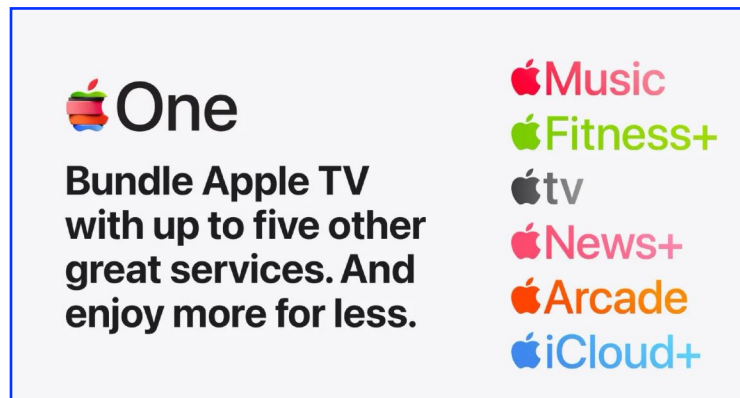 One
Bundle Apple TV
with up to five other
great services. And
enjoy more for less.
Music
Fitness+
tv
News+
Arcade
iCloud+